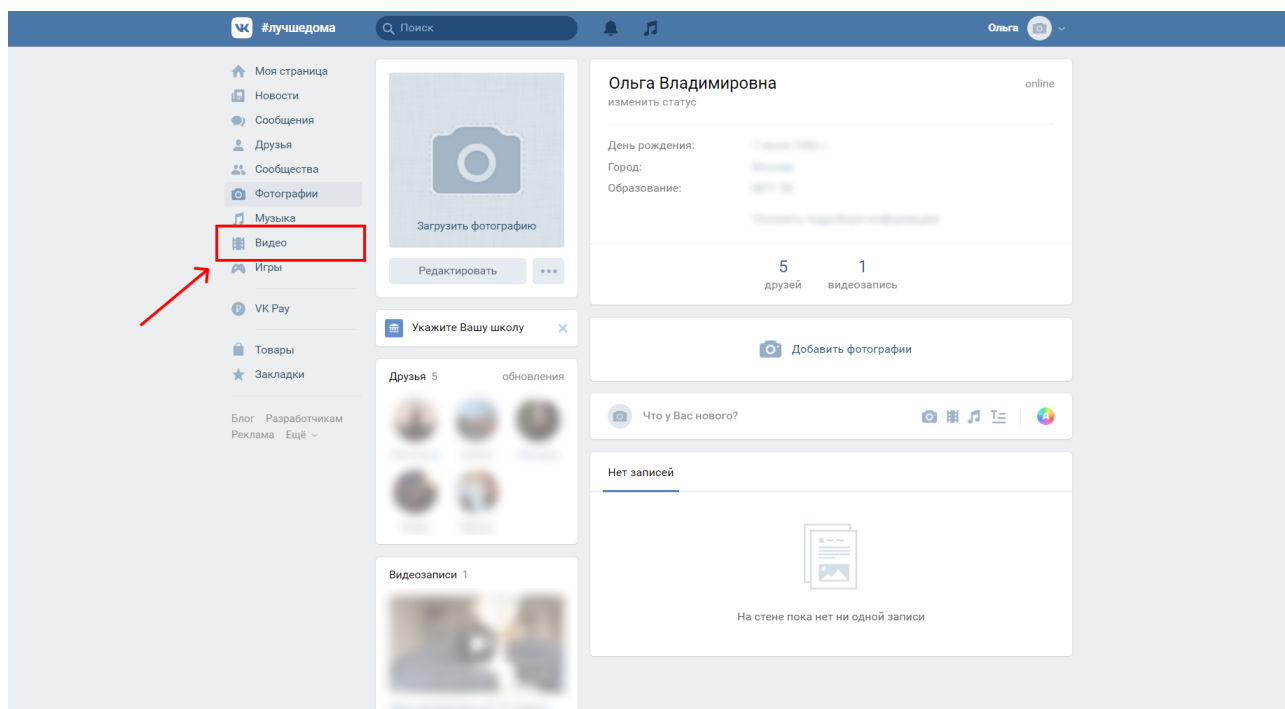 #лучшедома
Поиск
Ольга
Моя страница
Новости
Сообщения
Друзья
Сообщества
Фотографии
Музыка
Видео
Игры
VK Pay
Товары
Закладки
Блог Разработчикам
Реклама Ещё
Загрузить фотографию
Редактировать
Укажите Вашу школу
Друзья 5 обновления
Видеозаписи 1
Ольга Владимировна online
изменить статус
День рождения:
Город:
Образование:
5 1
друзей видеозапись
Добавить фотографии
Что у Вас нового?
Нет записей
На стене пока нет ни одной записи